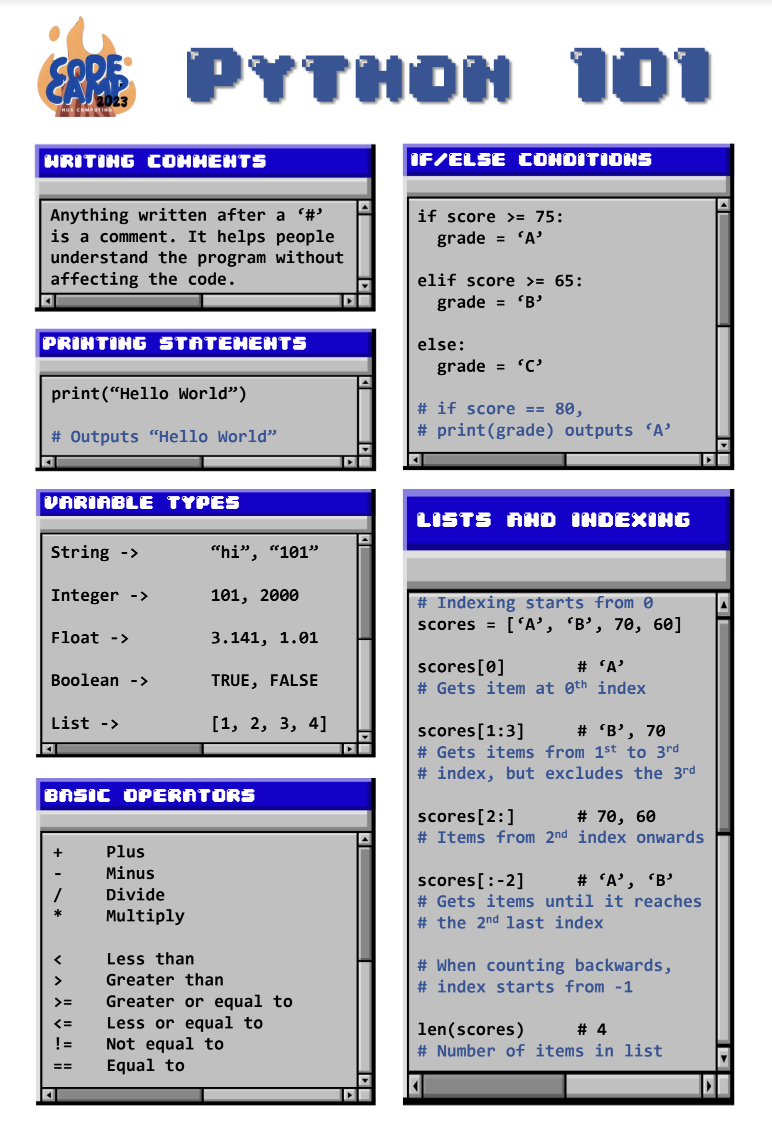 CODE
CAMP
2023
NUS COMPUTING
PYTHON 101
WRITING COMMENTS
Anything written after a ‘#’
is a comment. It helps people
understand the program without
affecting the code.
PRINTING STATEMENTS
print(“Hello World”)
# Outputs “Hello World”
VARIABLE TYPES
String -> “hi”, “101”
Integer -> 101, 2000
Float -> 3.141, 1.01
Boolean -> TRUE, FALSE
List -> [1, 2, 3, 4]
BASIC OPERATORS
+ Plus
- Minus
/ Divide
* Multiply
< Less than
> Greater than
>= Greater or equal to
<= Less or equal to
!= Not equal to
== Equal to
IF/ELSE CONDITIONS
if score >= 75:
  grade = ‘A’
elif score >= 65:
  grade = ‘B’
else:
  grade = ‘C’
# if score == 80,
# print(grade) outputs ‘A’
LISTS AND INDEXING
# Indexing starts from 0
scores = [‘A’, ‘B’, 70, 60]
scores[0] # ‘A’
# Gets item at 0th index
scores[1:3] # ‘B’, 70
# Gets items from 1st to 3rd
# index, but excludes the 3rd
scores[2:] # 70, 60
# Items from 2nd index onwards
scores[:-2] # ‘A’, ‘B’
# Gets items until it reaches
# the 2nd last index
# When counting backwards,
# index starts from -1
len(scores) # 4
# Number of items in list